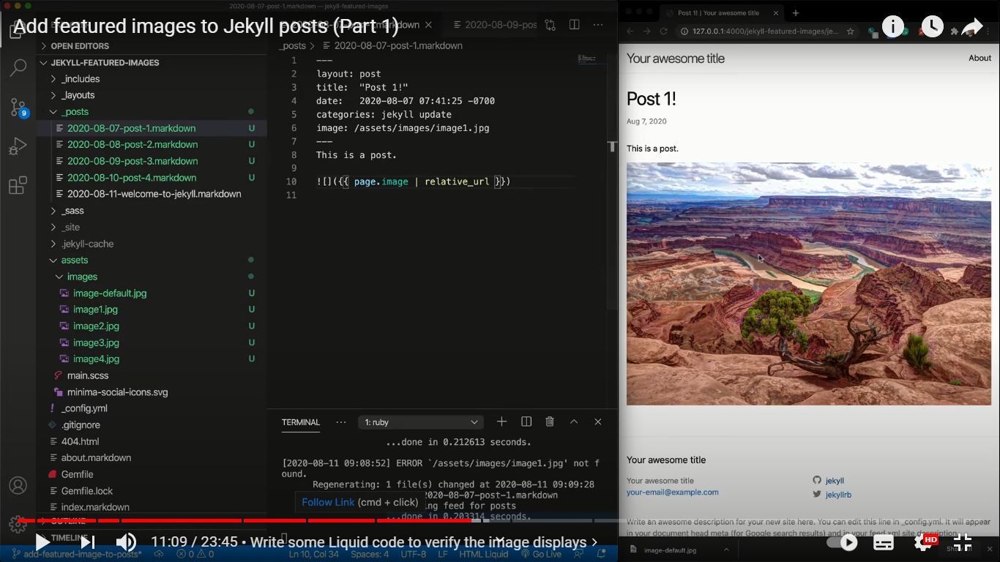 2020-08-07-post-1.markdown — jekyll-featured-images
Add featured images to Jekyll posts (Part 1)
2020-08-09-pos
OPEN EDITORS
JEKYLL-FEATURED-IMAGES
_includes
_layouts
_posts
2020-08-07-post-1.markdown U
2020-08-08-post-2.markdown U
2020-08-09-post-3.markdown U
2020-08-10-post-4.markdown U
2020-08-11-welcome-to-jekyll.markdown
_sass
_site
.jekyll-cache
assets
images
image-default.jpg U
image1.jpg U
image2.jpg U
image3.jpg U
image4.jpg U
main.scss
minima-social-icons.svg
_config.yml
.gitignore
404.html
about.markdown
Gemfile
Gemfile.lock
index.markdown
OUTLINE
TIMELINE
9
_posts > 2020-08-07-post-1.markdown
1 ---
2 layout: post
3 title:  "Post 1!"
4 date:   2020-08-07 07:41:25 -0700
5 categories: jekyll update
6 image: /assets/images/image1.jpg
7 ---
8 This is a post.
9
10 ![]({{ page.image | relative_url }})
11
TERMINAL
1: ruby
...done in 0.212613 seconds.
[2020-08-11 09:08:52] ERROR `/assets/images/image1.jpg' not f
ound.
Regenerating: 1 file(s) changed at 2020-08-11 09:09:28
2020-08-07-post-1.markdown
ng feed for posts
...done in 0.203314 seconds.
Follow Link (cmd + click)
11:09 / 23:45 • Write some Liquid code to verify the image displays
add-featured-image-to-posts*
0 0
Ln 10, Col 34
Spaces: 4
UTF-8
LF
HTML Liquid
Go Live
Post 1! | Your awesome title
127.0.0.1:4000/jekyll-featured-images/je...
Your awesome title
About
Post 1!
Aug 7, 2020
This is a post.
Your awesome title
Your awesome title
your-email@example.com
jekyll
jekyllrb
Write an awesome description for your new site here. You can edit this line in _config.yml. It will appear
in your document head meta (for Google search results) and in your feed.xml site description.
image-default.jpg
HD